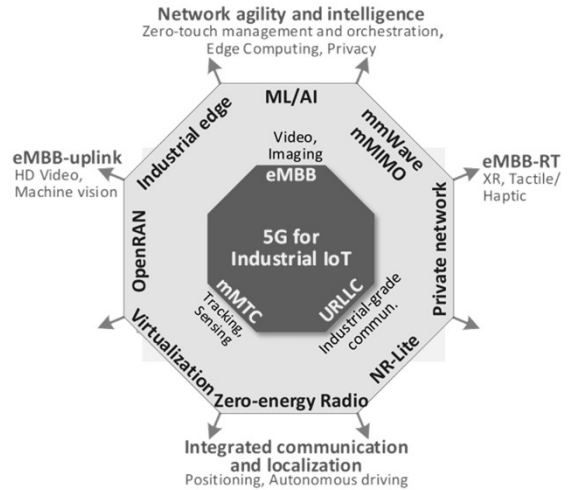 Network agility and intelligence
Zero-touch management and orchestration,
Edge Computing, Privacy
ML/AI
Industrial edge
mmWave
mMIMO
Video,
Imaging
eMBB
eMBB-uplink
HD Video,
Machine vision
eMBB-RT
XR, Tactile/
Haptic
OpenRAN
5G for
Industrial IoT
Private network
mMTC
Tracking,
Sensing
URLLC
Industrial-grade
commun.
Virtualization
NR-Lite
Zero-energy Radio
Integrated communication
and localization
Positioning, Autonomous driving